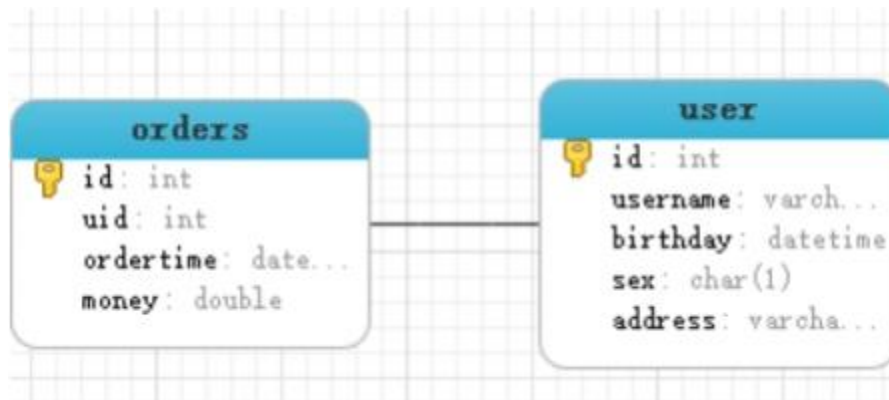 orders
id: int
uid: int
ordertime: date...
money: double
user
id: int
username: varch...
birthday: datetime
sex: char(1)
address: varcha...